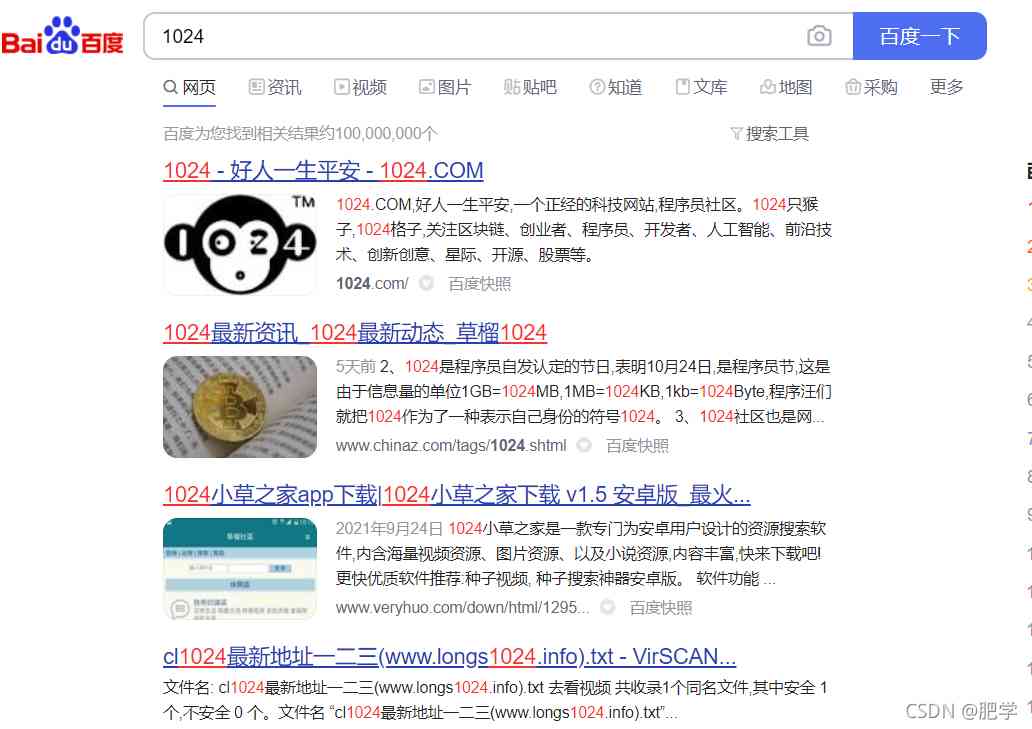 Bai du 百度
1024
百度一下
网页 资讯 视频 图片 贴吧 知道 文库 地图 采购 更多
百度为您找到相关结果约100,000,000个
搜索工具
1024 - 好人一生平安 - 1024.COM
1024 TM
1024.COM,好人一生平安,一个正经的科技网站,程序员社区。1024只猴
子,1024格子,关注区块链、创业者、程序员、开发者、人工智能、前沿技
术、创新创意、星际、开源、股票等。
1024.com/ 百度快照
1024最新资讯_1024最新动态_草榴1024
5天前 2、1024是程序员自发认定的节日,表明10月24日,是程序员节,这是
由于信息量的单位1GB=1024MB,1MB=1024KB,1kb=1024Byte,程序汪们
就把1024作为了一种表示自己身份的符号1024。 3、1024社区也是网...
www.chinaz.com/tags/1024.shtml 百度快照
1024小草之家app下载|1024小草之家下载 v1.5 安卓版_最火...
2021年9月24日 1024小草之家是一款专门为安卓用户设计的资源搜索软
件,内含海量视频资源、图片资源、以及小说资源,内容丰富,快来下载吧!
更快优质软件推荐:种子视频, 种子搜索神器安卓版。 软件功能 ...
www.veryhuo.com/down/html/1295... 百度快照
cl1024最新地址一二三(www.longs1024.info).txt - VirSCAN...
文件名: cl1024最新地址一二三(www.longs1024.info).txt 去看视频 共收录1个同名文件,其中安全 1
个,不安全 0 个。文件名 “cl1024最新地址一二三(www.longs1024.info).txt”...
CSDN @肥学